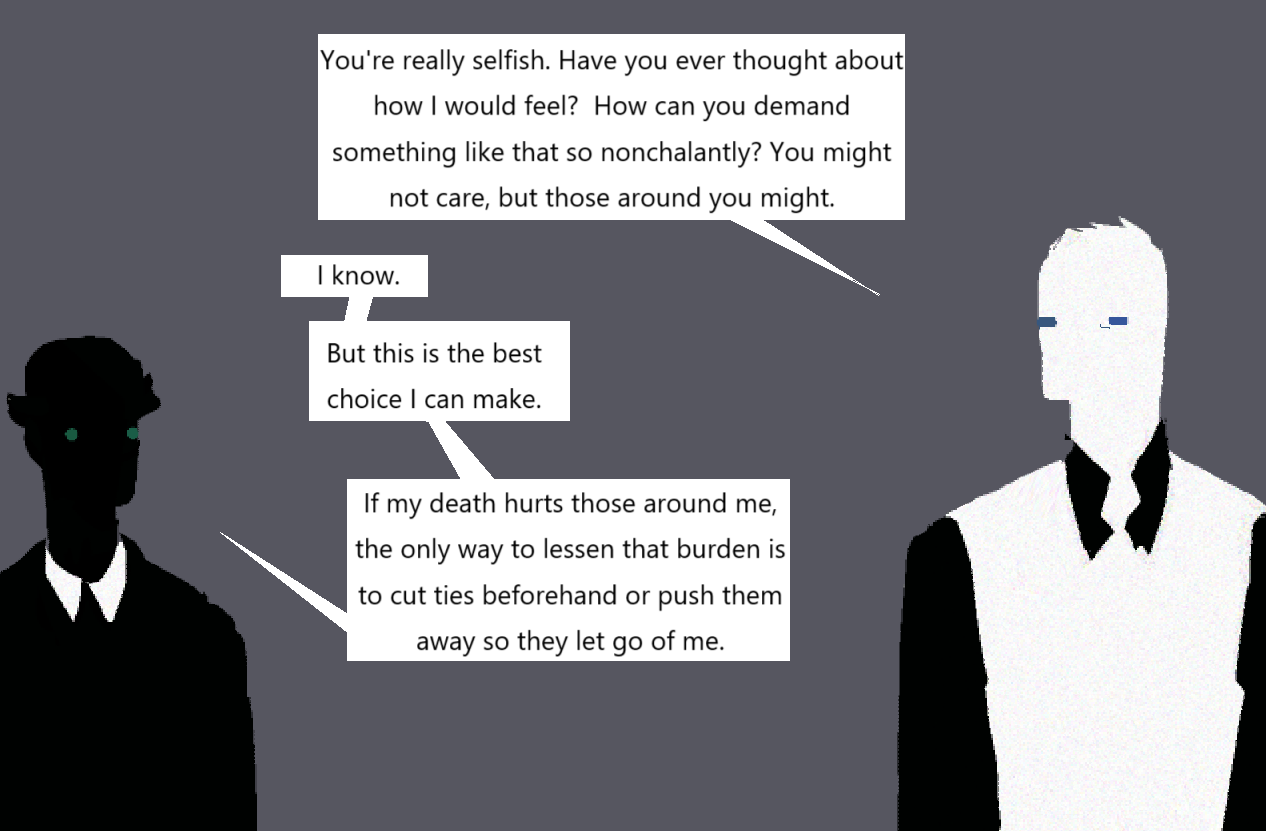 You're really selfish. Have you ever thought about
how I would feel?  How can you demand
something like that so nonchalantly? You might
not care, but those around you might.
I know.
But this is the best
choice I can make.
If my death hurts those around me,
the only way to lessen that burden is
to cut ties beforehand or push them
away so they let go of me.